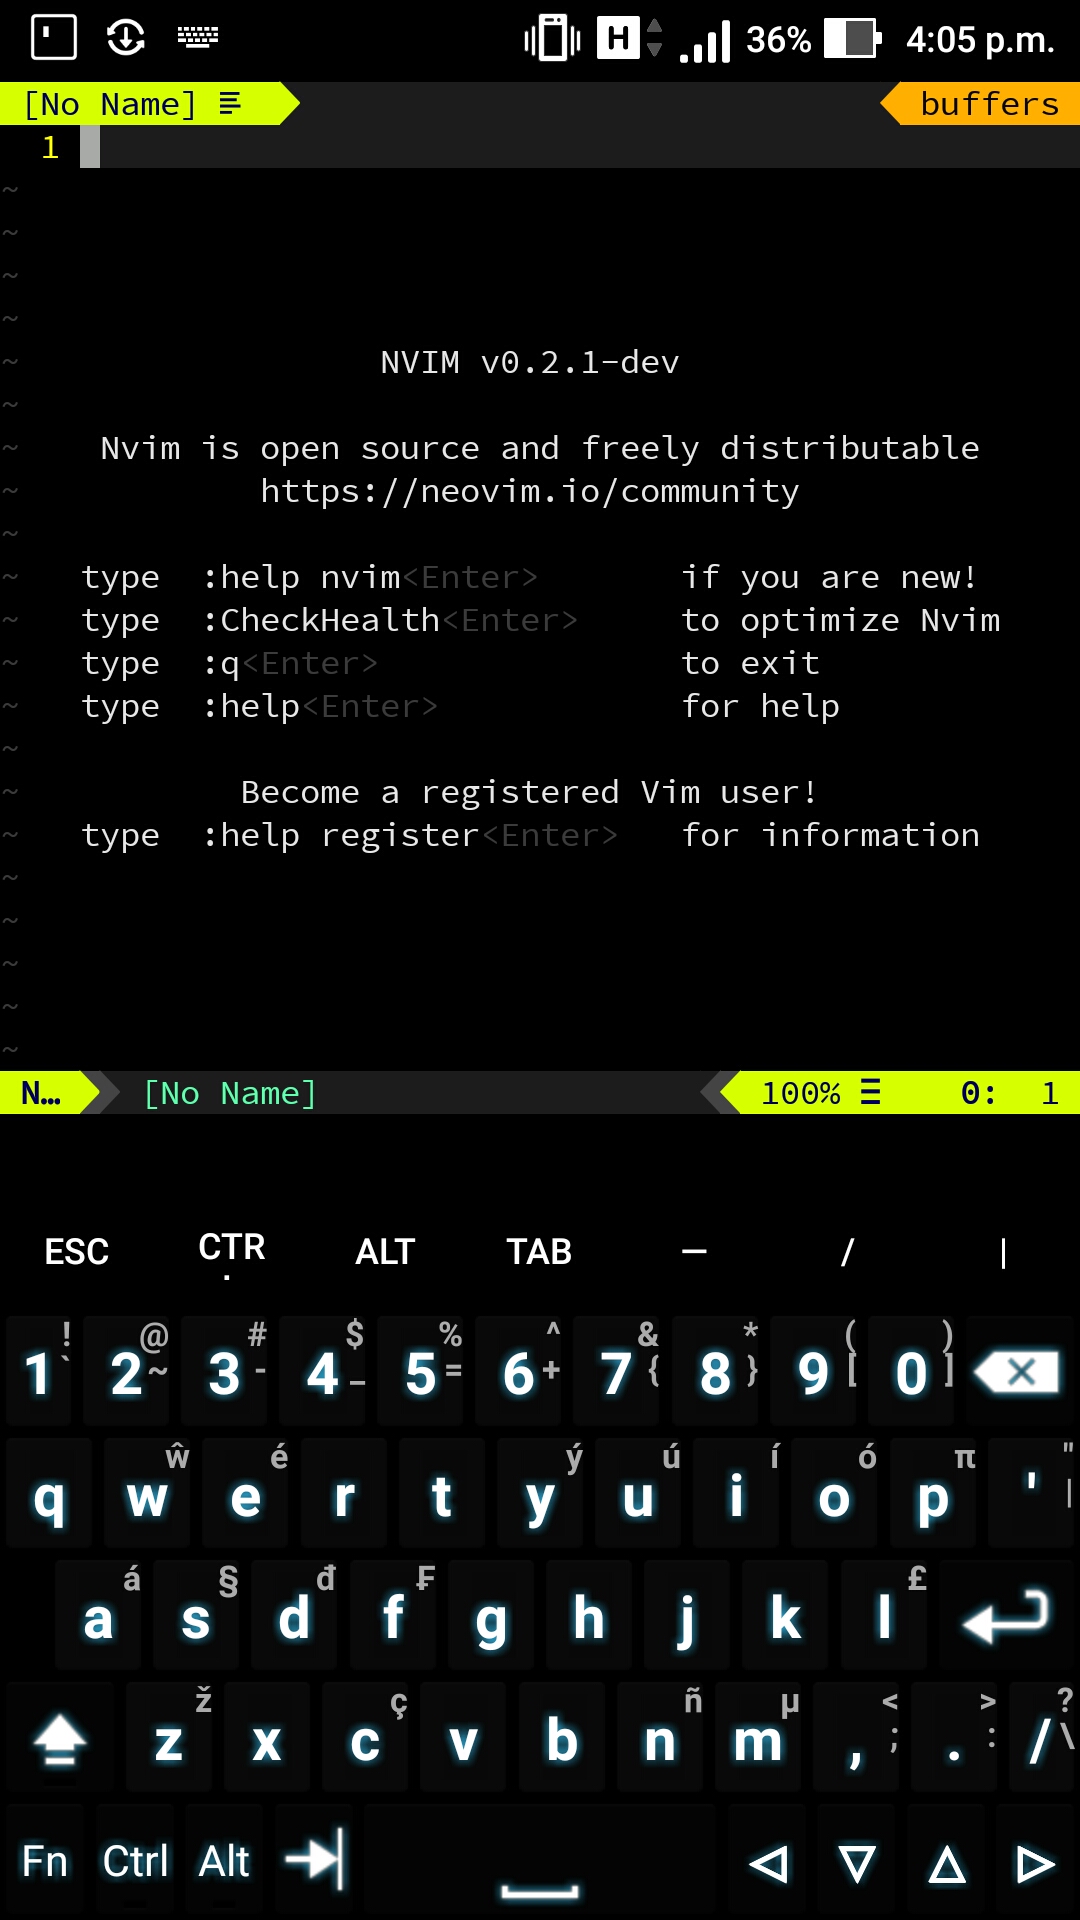 H 36% 4:05 p.m.
[No Name] buffers
1
~
~
~
~
~ NVIM v0.2.1-dev
~
~ Nvim is open source and freely distributable
~ https://neovim.io/community
~
~ type :help nvim<Enter> if you are new!
~ type :CheckHealth<Enter> to optimize Nvim
~ type :q<Enter> to exit
~ type :help<Enter> for help
~
~ Become a registered Vim user!
~ type :help register<Enter> for information
~
~
~
~
~
N… [No Name] 100% 0: 1
ESC CTR. ALT TAB — / |
! @ # $ % ^ & * ( )
1 ` 2 ~ 3 - 4 _ 5 = 6 + 7 { 8 } 9 [ 0 ]
ŵ é ý ú í ó π "
q w e r t y u i o p ' |
á § đ ₣ £
a s d f g h j k l
ž ç ñ µ < > ?
z x c v b n m , ; . : / \
Fn Ctrl Alt